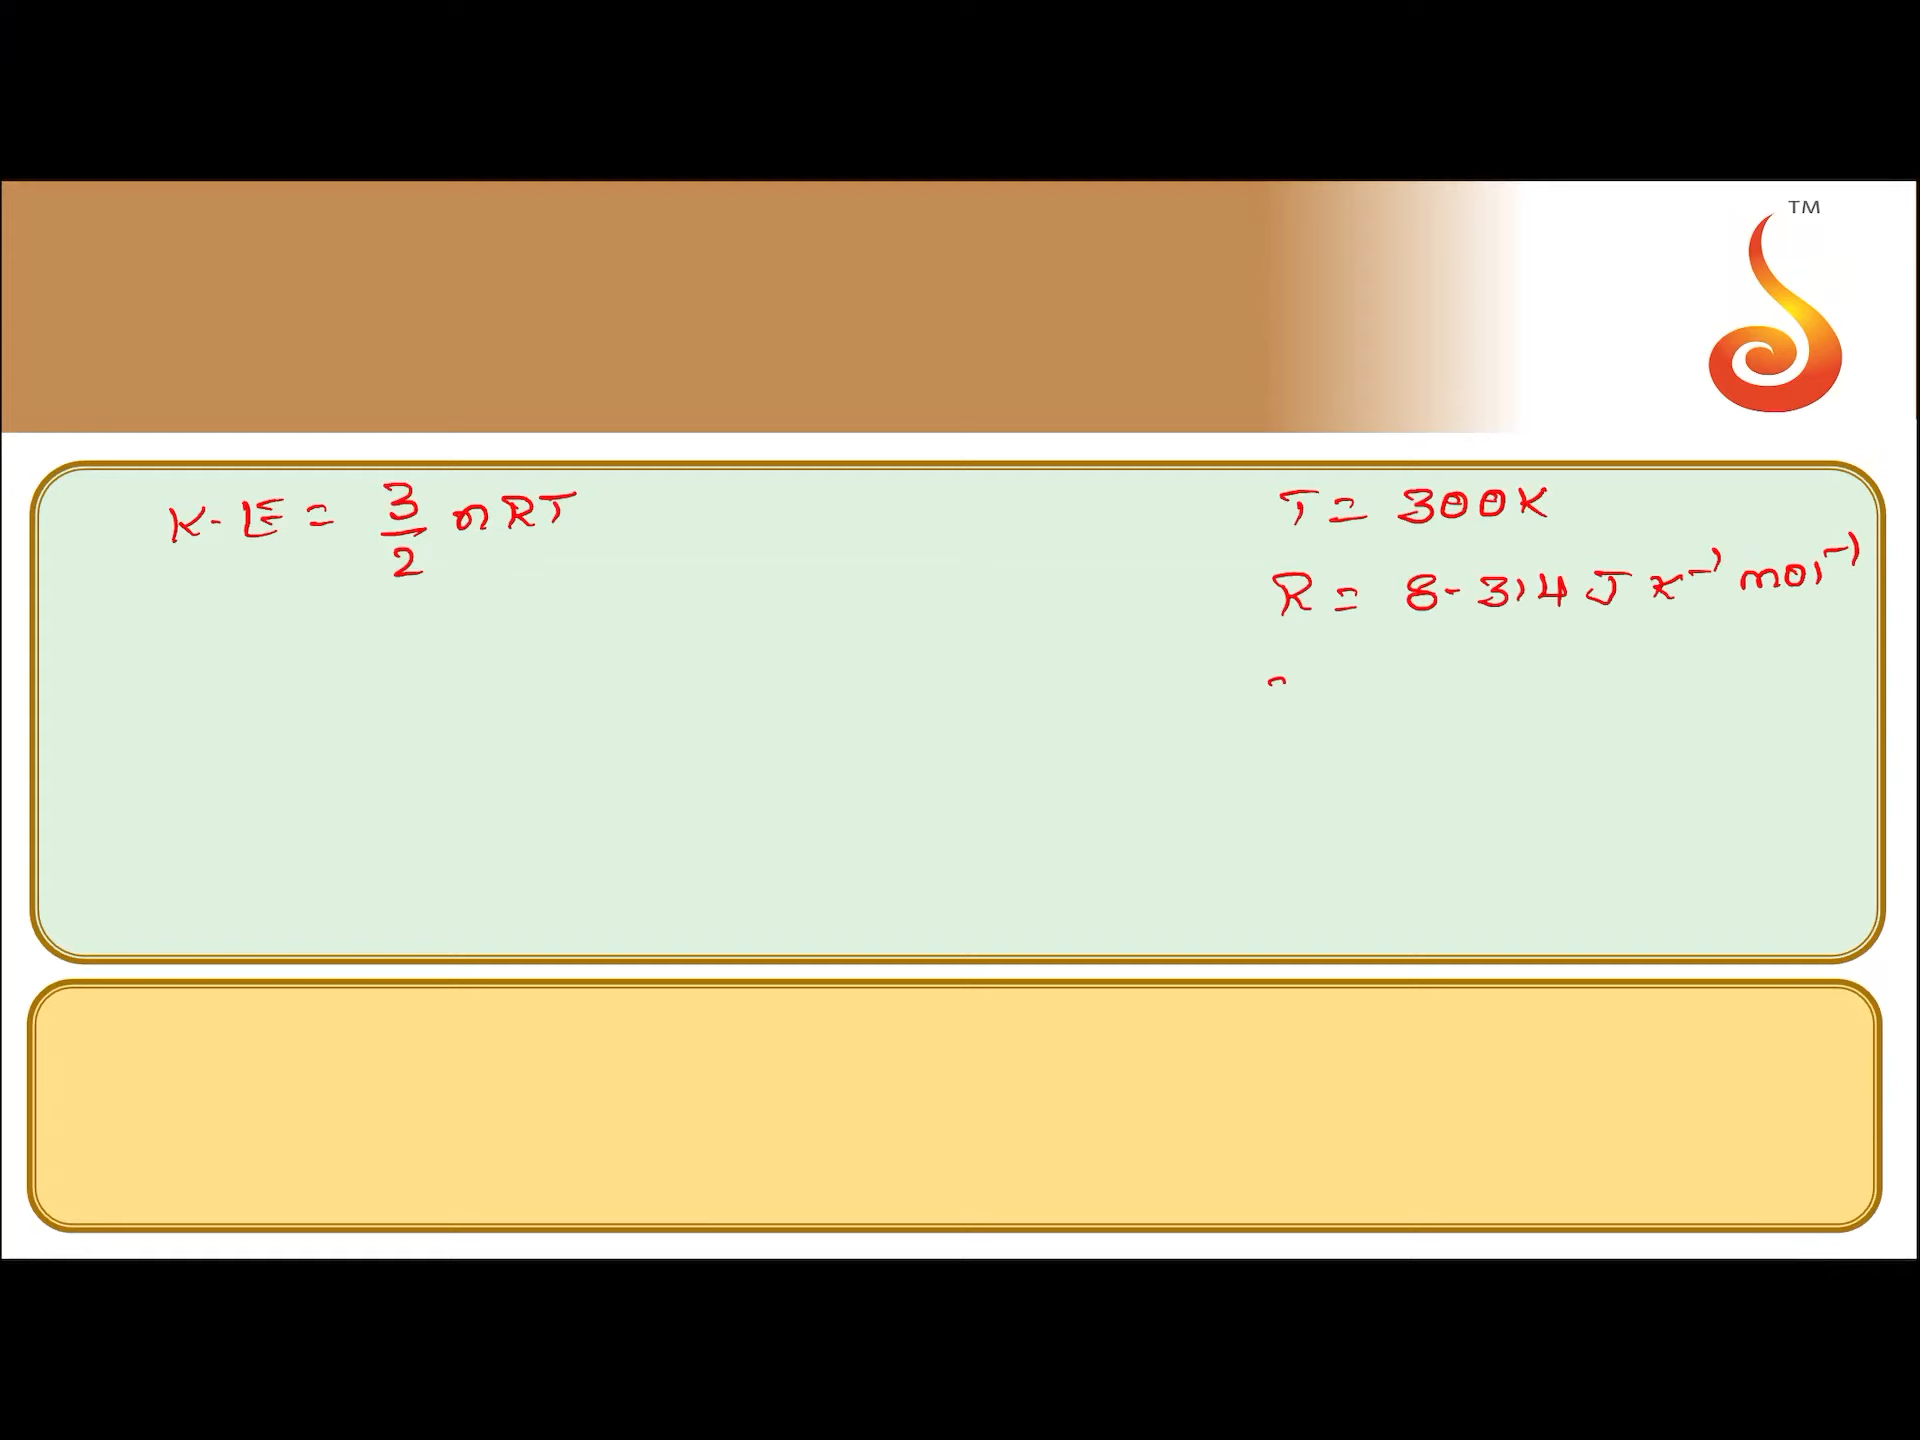 TM
K.E = 3/2 nRT
T = 300K
R = 8.314 J K⁻¹ mol⁻¹